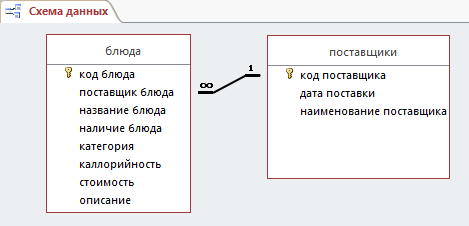 Схема данных
блюда
код блюда
поставщик блюда
название блюда
наличие блюда
категория
каллорийность
стоимость
описание
∞ 1
поставщики
код поставщика
дата поставки
наименование поставщика